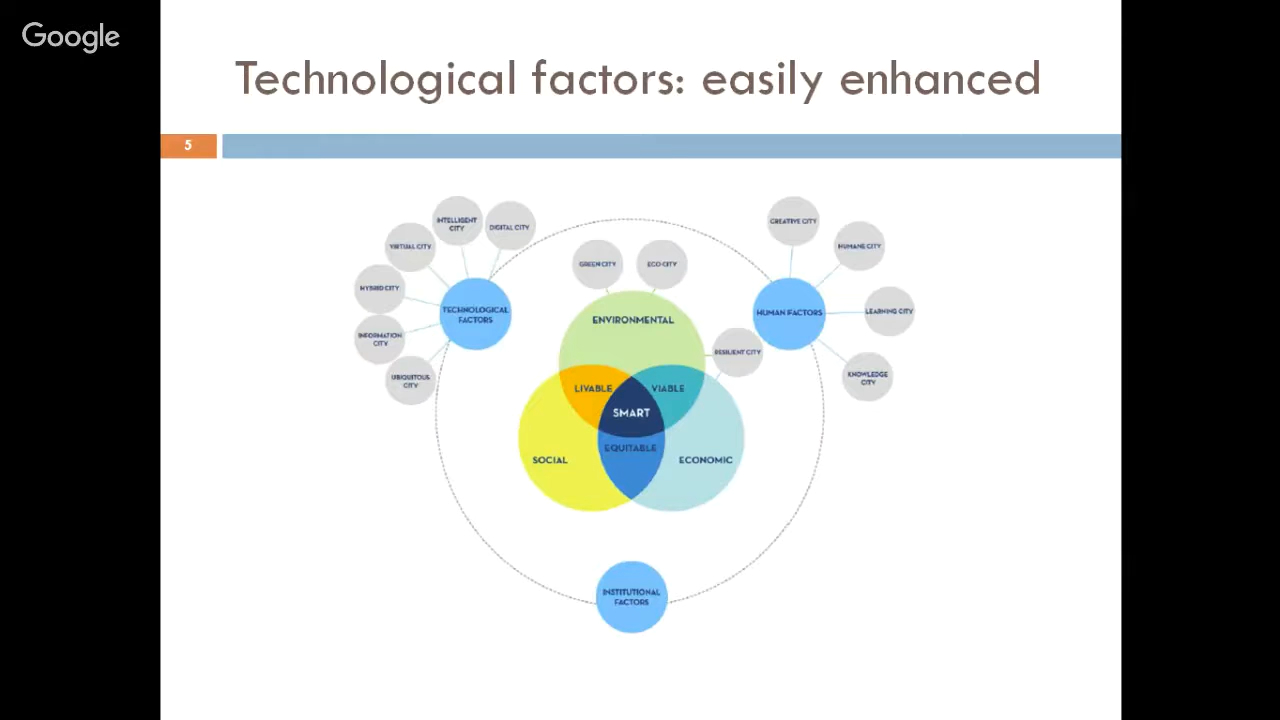 Google
Technological factors: easily enhanced
5
INTELLIGENT
CITY
DIGITAL CITY
VIRTUAL CITY
HYBRID CITY
INFORMATION
CITY
UBIQUITOUS
CITY
TECHNOLOGICAL
FACTORS
GREEN CITY
ECO-CITY
RESILIENT CITY
ENVIRONMENTAL
LIVABLE
VIABLE
SMART
EQUITABLE
SOCIAL
ECONOMIC
CREATIVE CITY
HUMANE CITY
LEARNING CITY
KNOWLEDGE
CITY
HUMAN FACTORS
INSTITUTIONAL
FACTORS